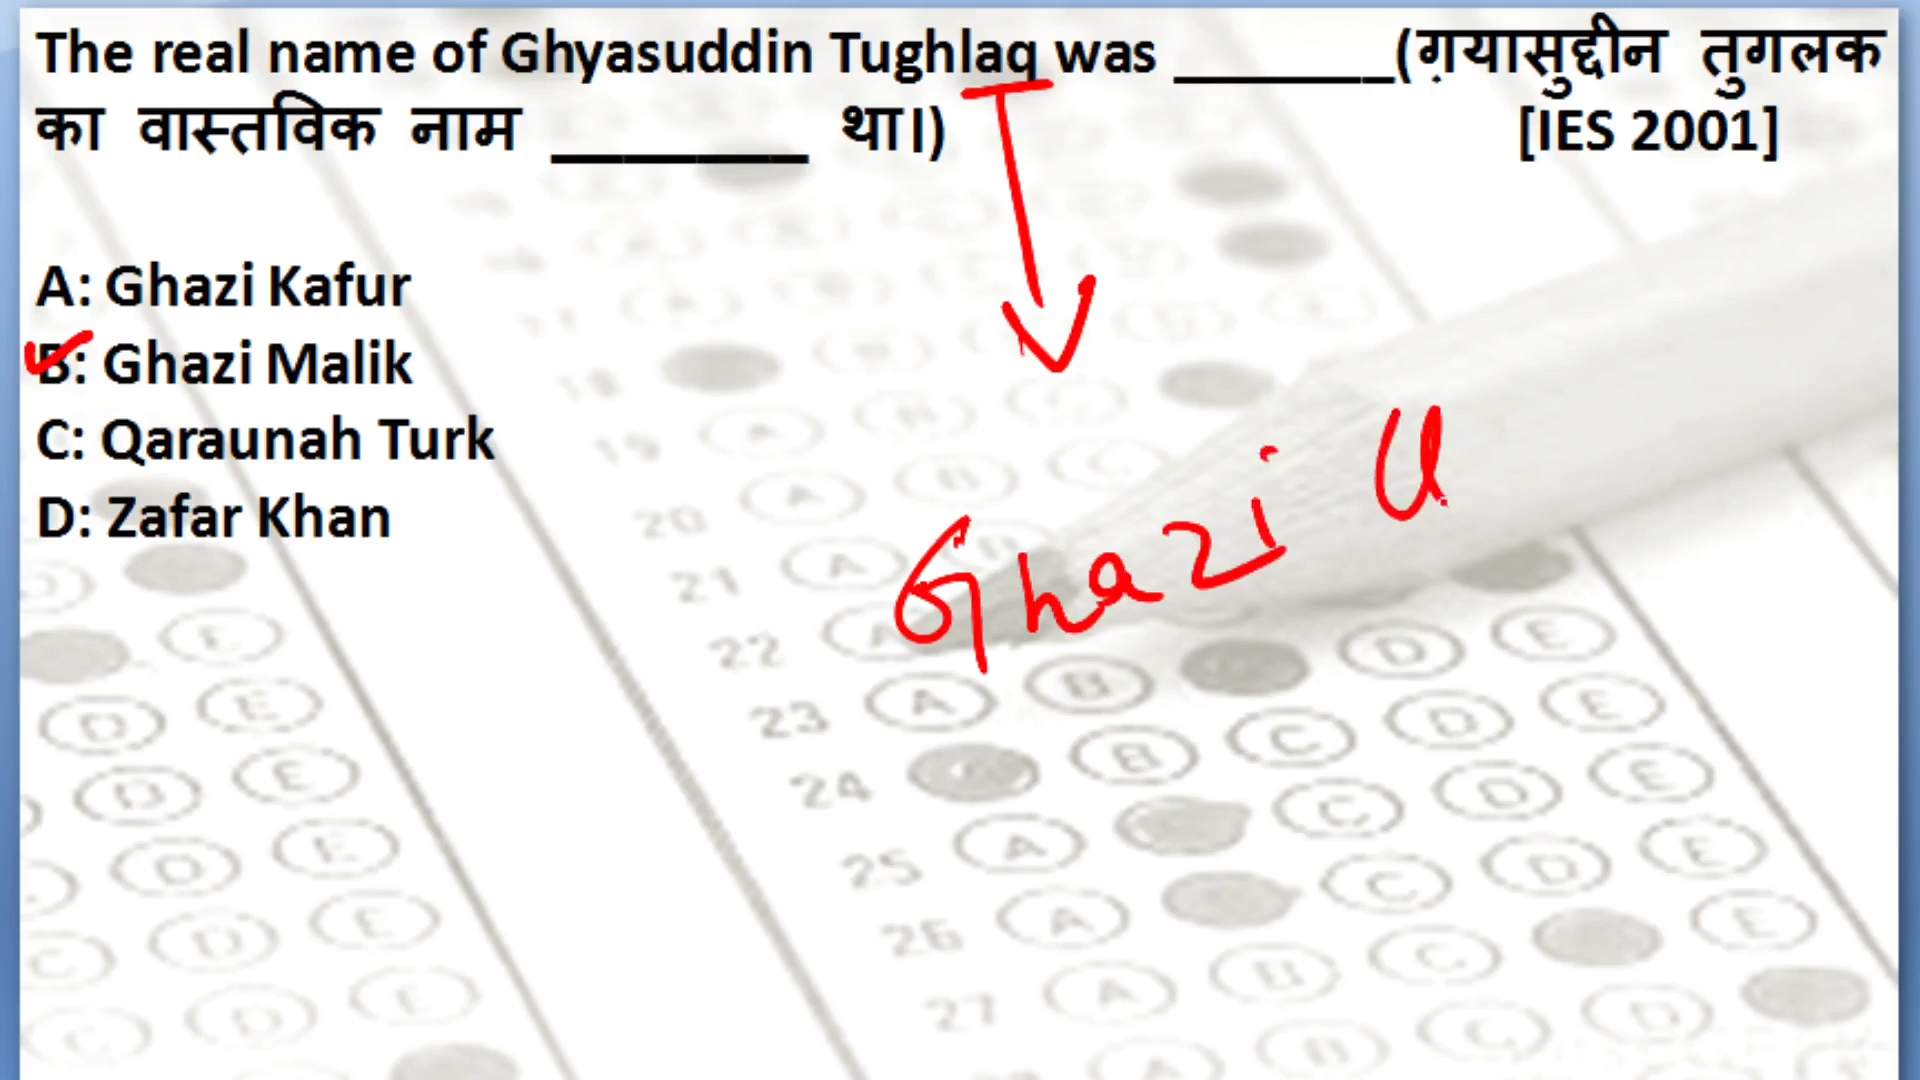 The real name of Ghyasuddin Tughlaq was ________(ग़यासुद्दीन तुगलक
का वास्तविक नाम ________ था।) [IES 2001]
A: Ghazi Kafur
B: Ghazi Malik
C: Qaraunah Turk
D: Zafar Khan
Ghazi